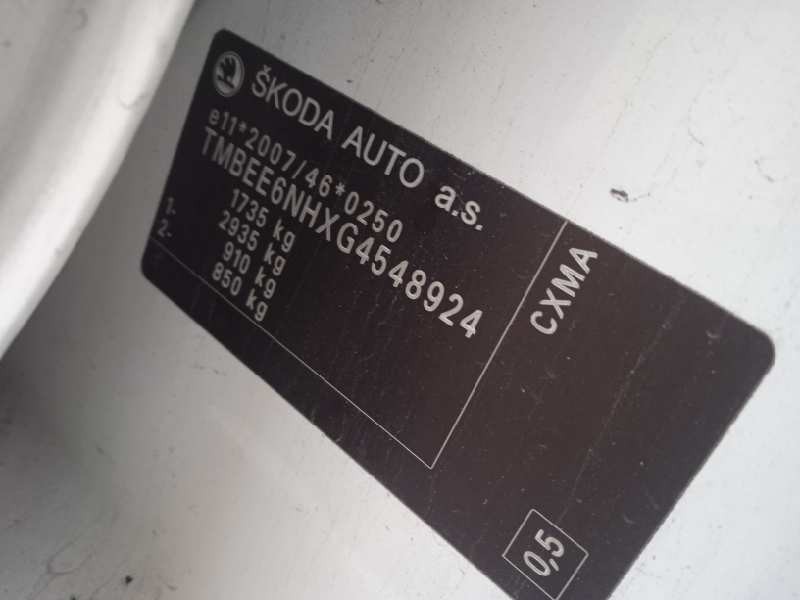 ŠKODA AUTO a.s.
e11*2007/46*0250
TMBEE6NHXG4548924
1735 kg
2935 kg
1- 910 kg
2- 850 kg
CXMA
0,5